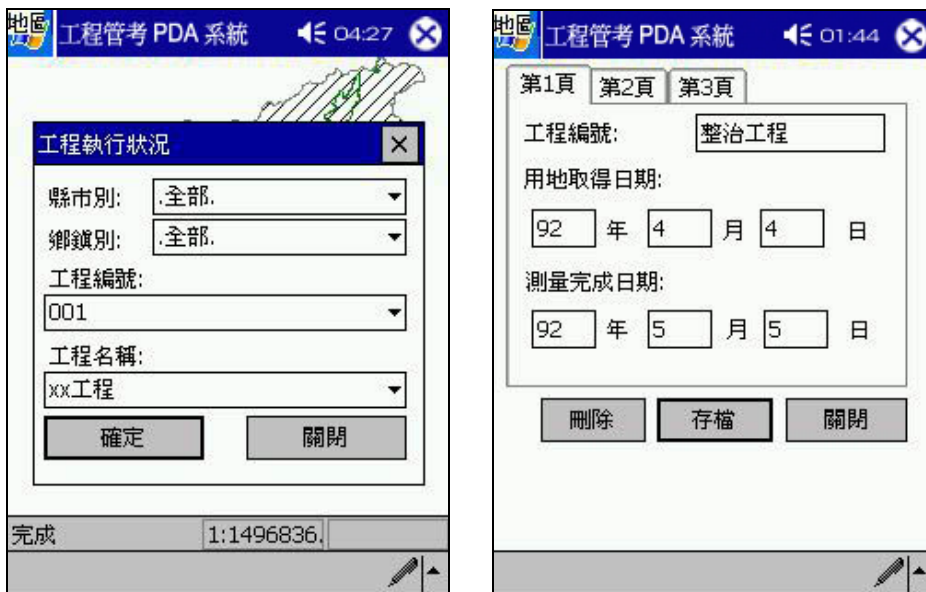 地圖 工程管考 PDA 系統 04:27
工程執行狀況
縣市別: .全部.
鄉鎮別: .全部.
工程編號:
001
工程名稱:
xx工程
確定 關閉
完成 1:1496836.
地圖 工程管考 PDA 系統 01:44
第1頁 第2頁 第3頁
工程編號: 整治工程
用地取得日期:
92 年 4 月 4 日
測量完成日期:
92 年 5 月 5 日
刪除 存檔 關閉